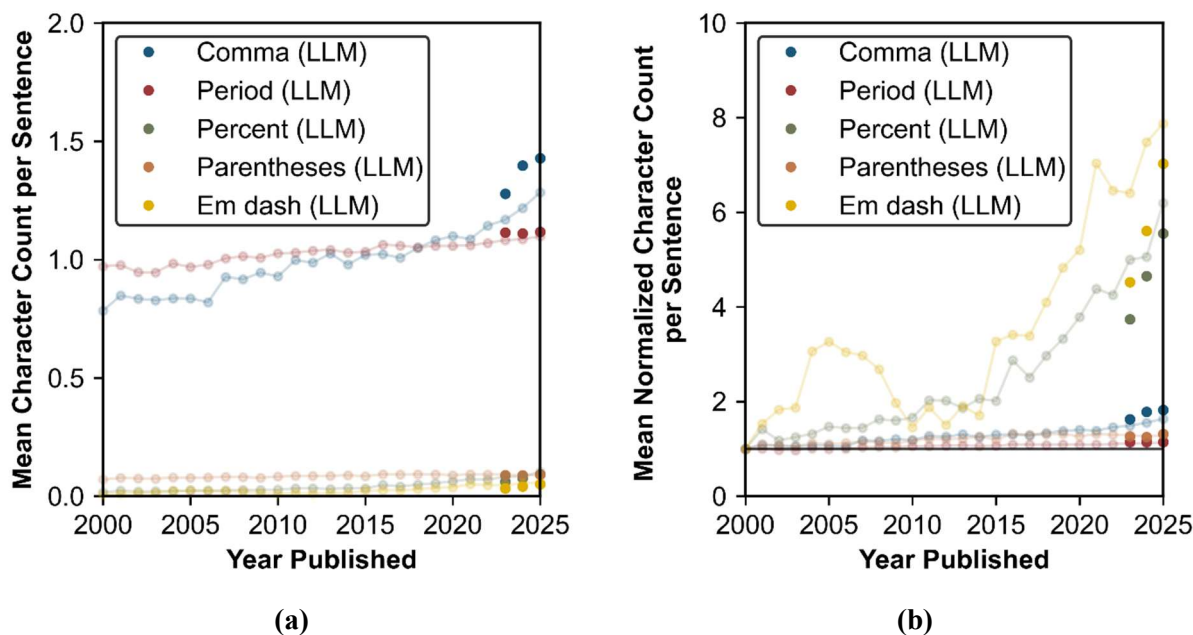 Mean Character Count per Sentence
2.0
1.5
1.0
0.5
0.0
Comma (LLM)
Period (LLM)
Percent (LLM)
Parentheses (LLM)
Em dash (LLM)
2000 2005 2010 2015 2020 2025
Year Published
(a)
Mean Normalized Character Count
per Sentence
10
8
6
4
2
0
Comma (LLM)
Period (LLM)
Percent (LLM)
Parentheses (LLM)
Em dash (LLM)
2000 2005 2010 2015 2020 2025
Year Published
(b)